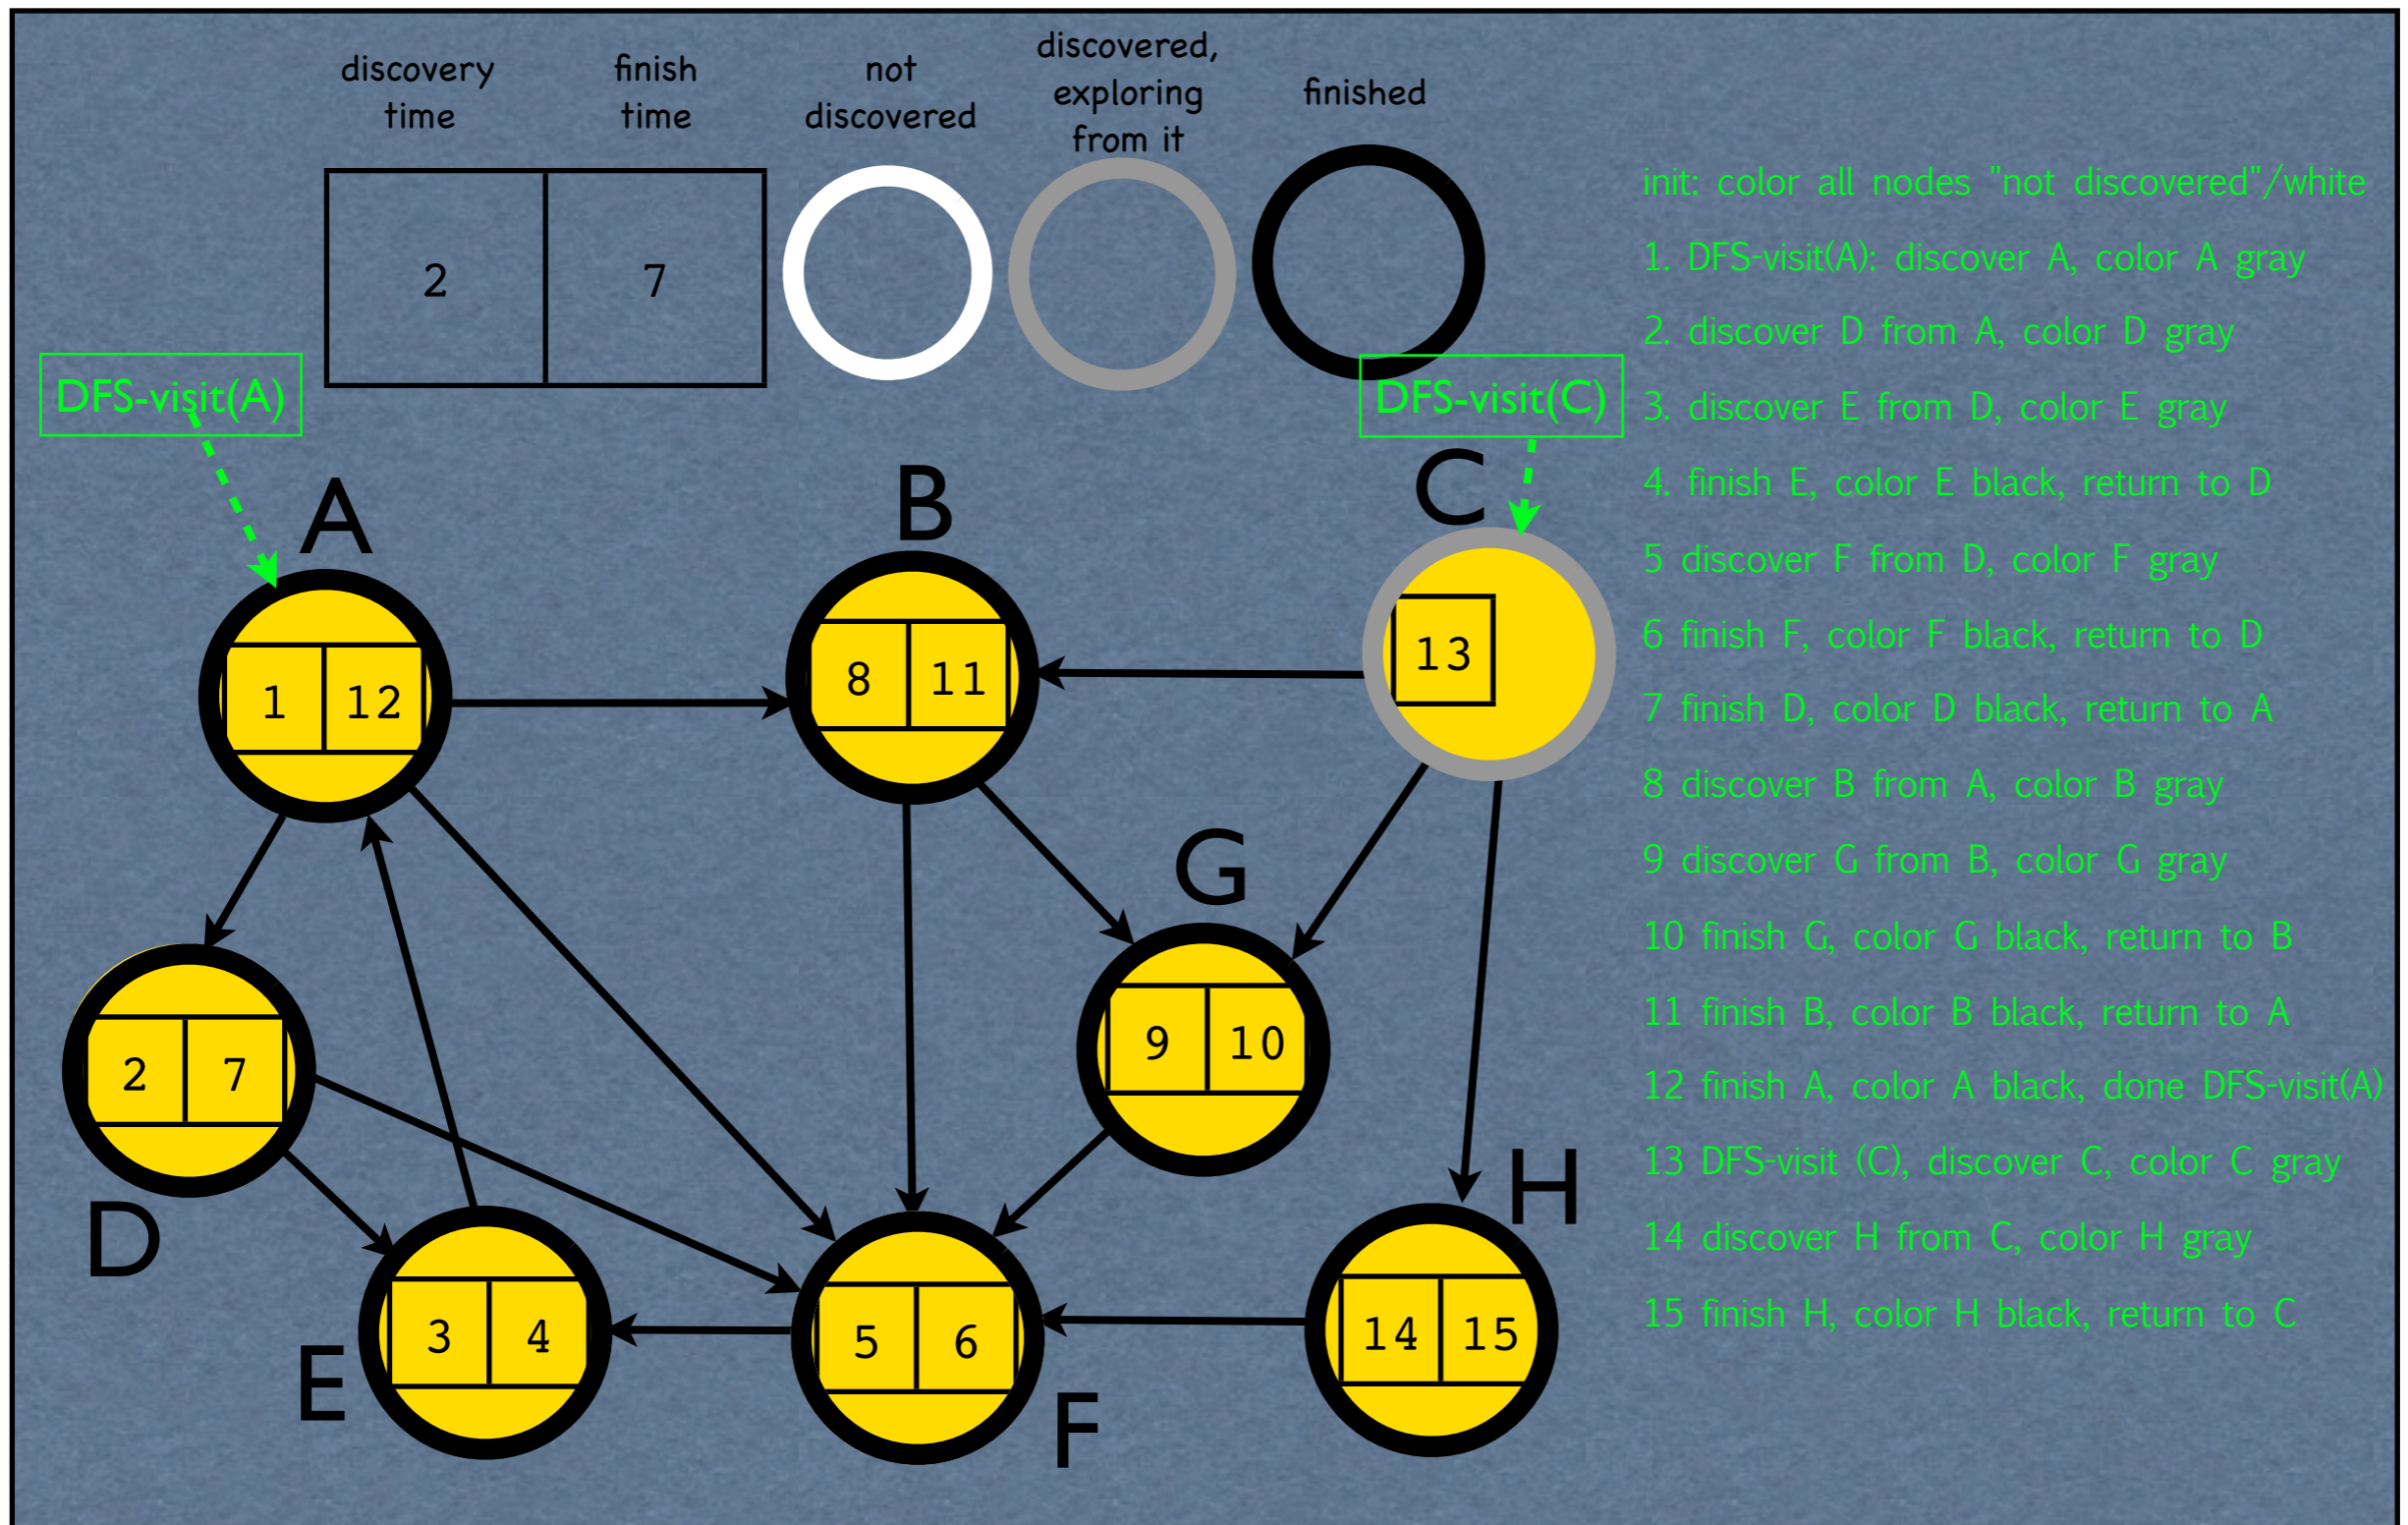 discovery
time
finish
time
not
discovered
discovered,
exploring
from it
finished
2
7
init: color all nodes "not discovered"/white
1. DFS-visit(A): discover A, color A gray
2. discover D from A, color D gray
3. discover E from D, color E gray
4. finish E, color E black, return to D
5 discover F from D, color F gray
6 finish F, color F black, return to D
7 finish D, color D black, return to A
8 discover B from A, color B gray
9 discover G from B, color G gray
10 finish G, color G black, return to B
11 finish B, color B black, return to A
12 finish A, color A black, done DFS-visit(A)
13 DFS-visit (C), discover C, color C gray
14 discover H from C, color H gray
15 finish H, color H black, return to C
DFS-visit(A)
DFS-visit(C)
A
1 12
B
8 11
C
13
G
9 10
D
2 7
E
3 4
F
5 6
H
14 15